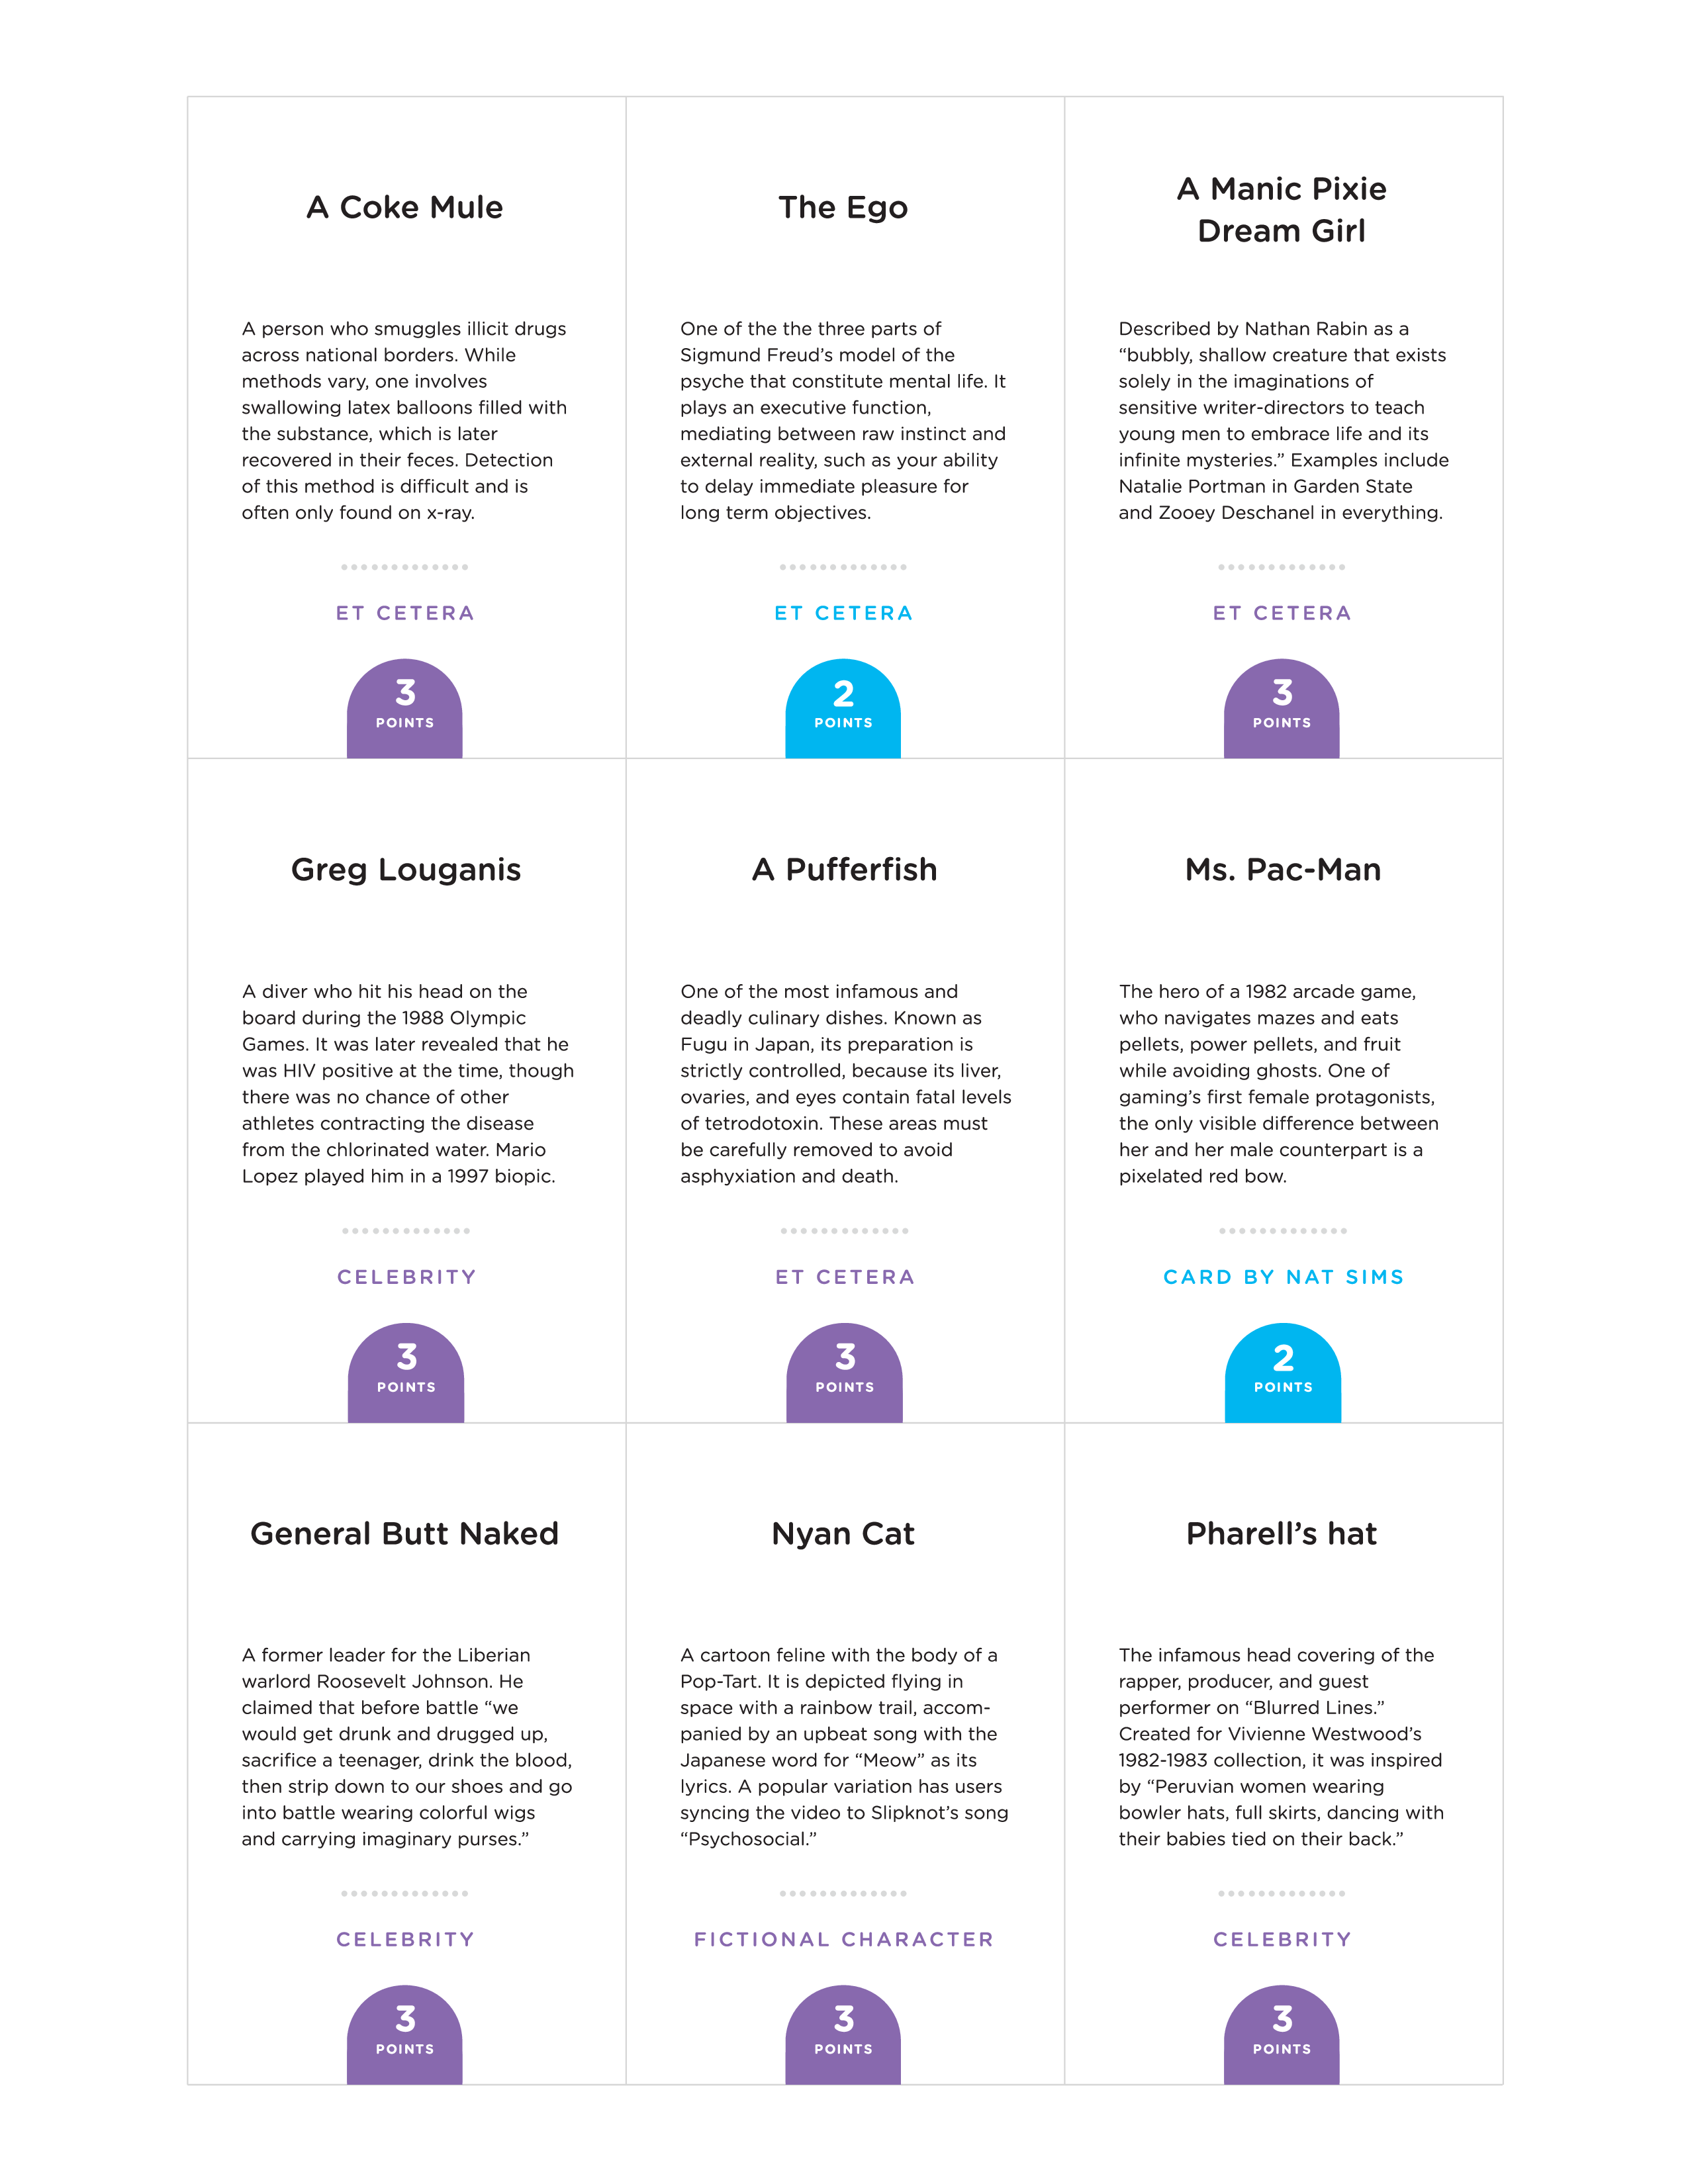 A Coke Mule
A person who smuggles illicit drugs
across national borders. While
methods vary, one involves
swallowing latex balloons filled with
the substance, which is later
recovered in their feces. Detection
of this method is difficult and is
often only found on x-ray.
ET CETERA
3
POINTS
The Ego
One of the the three parts of
Sigmund Freud’s model of the
psyche that constitute mental life. It
plays an executive function,
mediating between raw instinct and
external reality, such as your ability
to delay immediate pleasure for
long term objectives.
ET CETERA
2
POINTS
A Manic Pixie
Dream Girl
Described by Nathan Rabin as a
“bubbly, shallow creature that exists
solely in the imaginations of
sensitive writer-directors to teach
young men to embrace life and its
infinite mysteries.” Examples include
Natalie Portman in Garden State
and Zooey Deschanel in everything.
ET CETERA
3
POINTS
Greg Louganis
A diver who hit his head on the
board during the 1988 Olympic
Games. It was later revealed that he
was HIV positive at the time, though
there was no chance of other
athletes contracting the disease
from the chlorinated water. Mario
Lopez played him in a 1997 biopic.
CELEBRITY
3
POINTS
A Pufferfish
One of the most infamous and
deadly culinary dishes. Known as
Fugu in Japan, its preparation is
strictly controlled, because its liver,
ovaries, and eyes contain fatal levels
of tetrodotoxin. These areas must
be carefully removed to avoid
asphyxiation and death.
ET CETERA
3
POINTS
Ms. Pac-Man
The hero of a 1982 arcade game,
who navigates mazes and eats
pellets, power pellets, and fruit
while avoiding ghosts. One of
gaming’s first female protagonists,
the only visible difference between
her and her male counterpart is a
pixelated red bow.
CARD BY NAT SIMS
2
POINTS
General Butt Naked
A former leader for the Liberian
warlord Roosevelt Johnson. He
claimed that before battle “we
would get drunk and drugged up,
sacrifice a teenager, drink the blood,
then strip down to our shoes and go
into battle wearing colorful wigs
and carrying imaginary purses.”
CELEBRITY
3
POINTS
Nyan Cat
A cartoon feline with the body of a
Pop-Tart. It is depicted flying in
space with a rainbow trail, accom-
panied by an upbeat song with the
Japanese word for “Meow” as its
lyrics. A popular variation has users
syncing the video to Slipknot’s song
“Psychosocial.”
FICTIONAL CHARACTER
3
POINTS
Pharell’s hat
The infamous head covering of the
rapper, producer, and guest
performer on “Blurred Lines.”
Created for Vivienne Westwood’s
1982-1983 collection, it was inspired
by “Peruvian women wearing
bowler hats, full skirts, dancing with
their babies tied on their back.”
CELEBRITY
3
POINTS